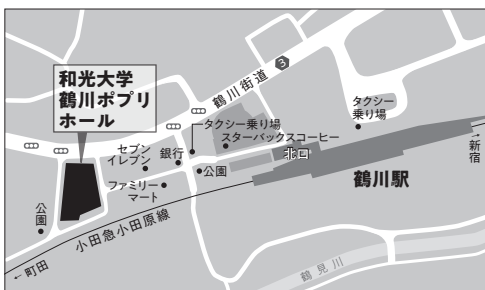 和光大学
鶴川ポプリ
ホール
鶴川街道
3
タクシー
乗り場
タクシー乗り場
スターバックスコーヒー
セブン
イレブン
銀行
北口
公園
ファミリー
マート
鶴川駅
→新宿
公園
小田急小田原線
←町田
鶴見川